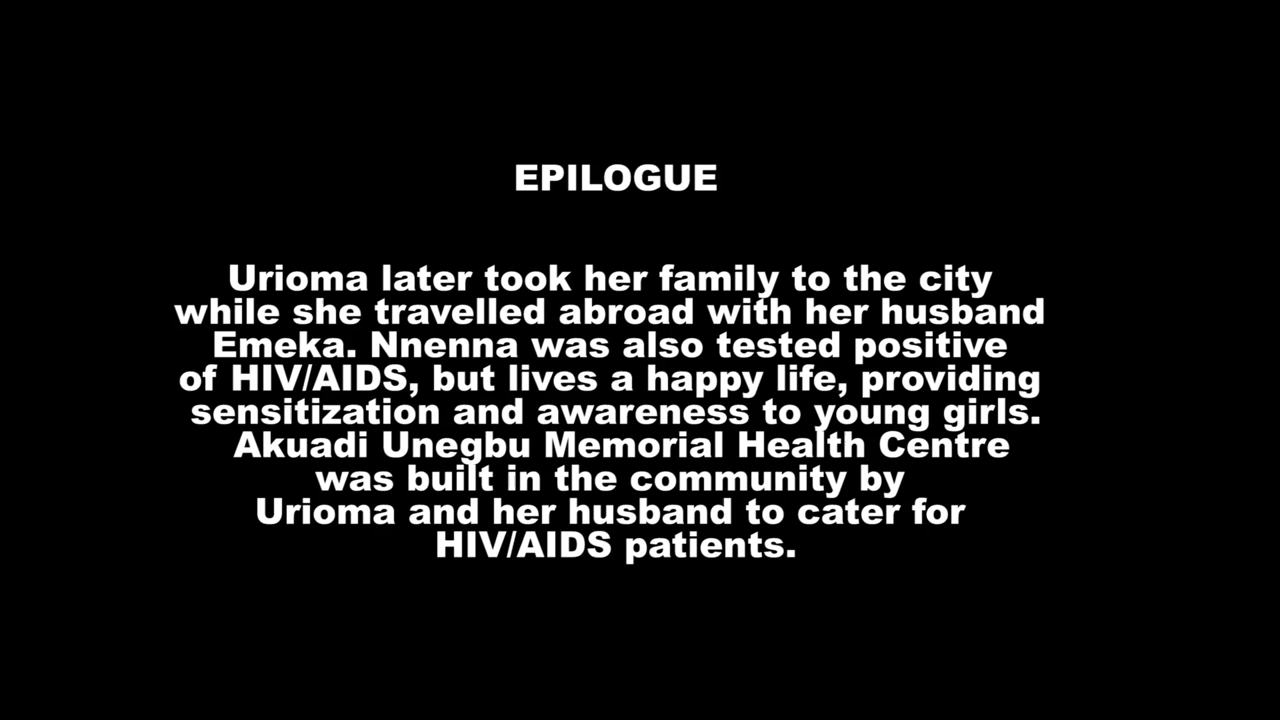 EPILOGUE
Urioma later took her family to the city
while she travelled abroad with her husband
Emeka. Nnenna was also tested positive
of HIV/AIDS, but lives a happy life, providing
sensitization and awareness to young girls.
Akuadi Unegbu Memorial Health Centre
was built in the community by
Urioma and her husband to cater for
HIV/AIDS patients.